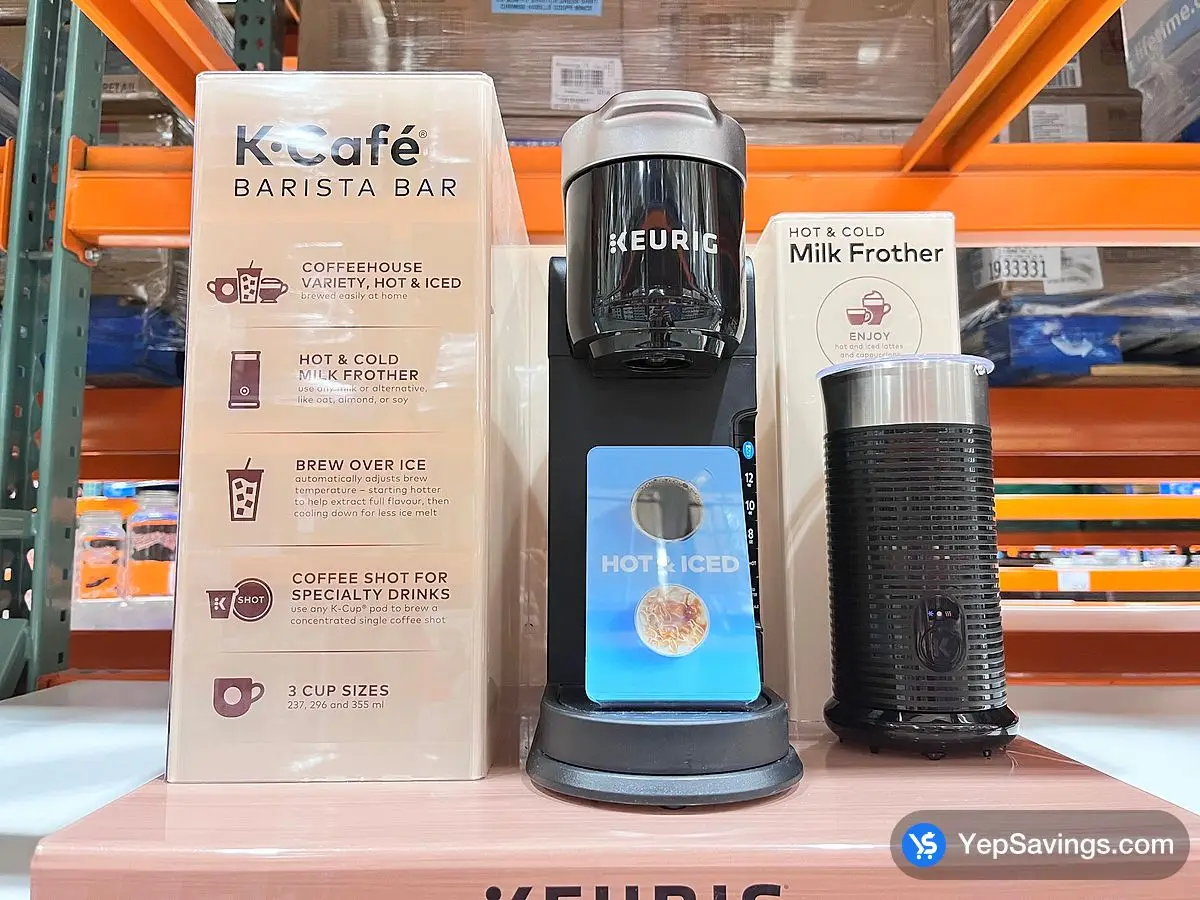 K•Café®
BARISTA BAR
COFFEEHOUSE
VARIETY, HOT & ICED
brewed easily at home
HOT & COLD
MILK FROTHER
use any milk or alternative,
like oat, almond, or soy
BREW OVER ICE
automatically adjusts brew
temperature – starting hotter
to help extract full flavour, then
cooling down for less ice melt
SHOT
COFFEE SHOT FOR
SPECIALTY DRINKS
use any K-Cup® pod to brew a
concentrated single coffee shot
3 CUP SIZES
237, 296 and 355 ml
KEURIG
12
10
8
HOT & ICED
HOT & COLD
Milk Frother
ENJOY
hot and iced lattes
and cappuccinos
1933331
RETAIL
lifetime.c
KEURIG
YepSavings.com